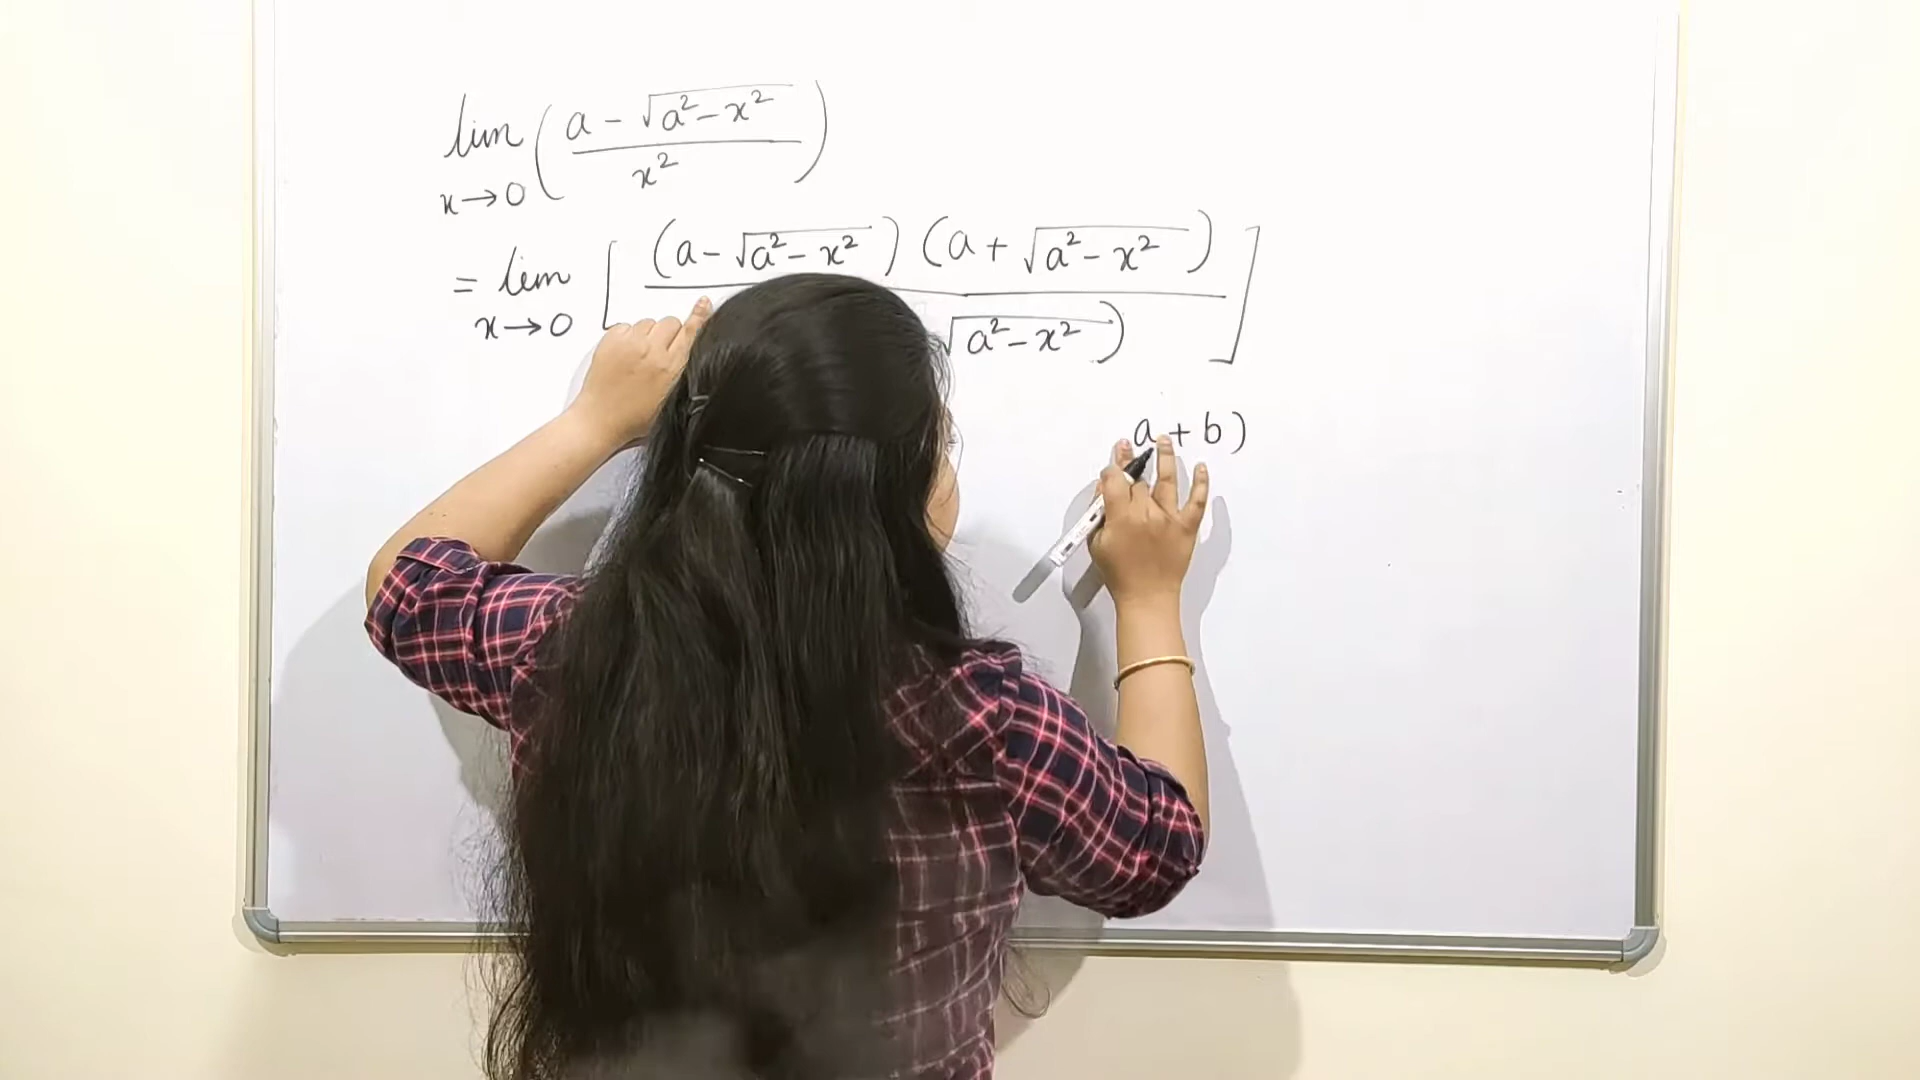 lim x→0 ( (a - √(a² - x²)) / x² )
= lim x→0 [ (a - √(a² - x²)) (a + √(a² - x²)) / √(a² - x²)) ]
a + b)